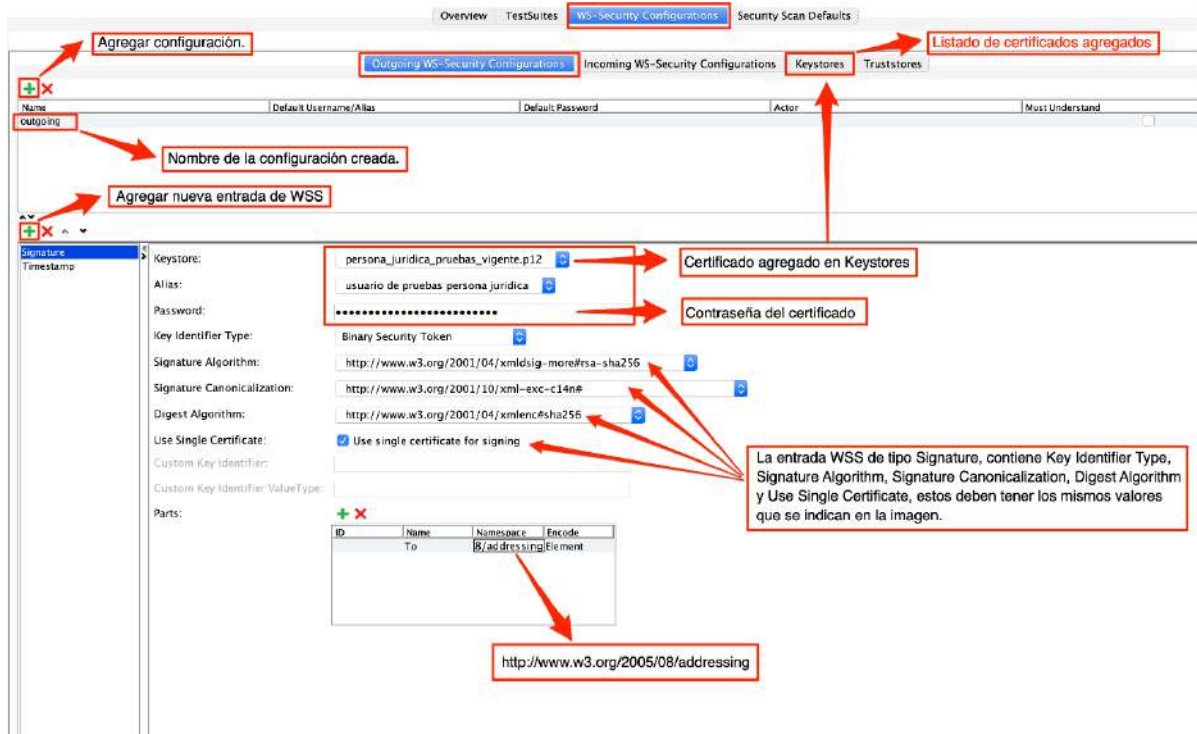 Overview TestSuites WS-Security Configurations Security Scan Defaults
Agregar configuración.
Listado de certificados agregados
Outgoing WS-Security Configurations Incoming WS-Security Configurations Keystores Truststores
Name Default Username/Alias Default Password Actor Must Understand
outgoing
Nombre de la configuración creada.
Agregar nueva entrada de WSS
Signature
Timestamp
Keystore: persona_juridica_pruebas_vigente.p12
Certificado agregado en Keystores
Alias: usuario de pruebas persona juridica
Password: ••••••••••••••••••••••••••
Contraseña del certificado
Key Identifier Type: Binary Security Token
Signature Algorithm: http://www.w3.org/2001/04/xmldsig-more#rsa-sha256
Signature Canonicalization: http://www.w3.org/2001/10/xml-exc-c14n#
Digest Algorithm: http://www.w3.org/2001/04/xmlenc#sha256
Use Single Certificate: Use single certificate for signing
Custom Key Identifier:
Custom Key Identifier ValueType:
La entrada WSS de tipo Signature, contiene Key Identifier Type,
Signature Algorithm, Signature Canonicalization, Digest Algorithm
y Use Single Certificate, estos deben tener los mismos valores
que se indican en la imagen.
Parts:
ID Name Namespace Encode
To 8/addressing Element
http://www.w3.org/2005/08/addressing